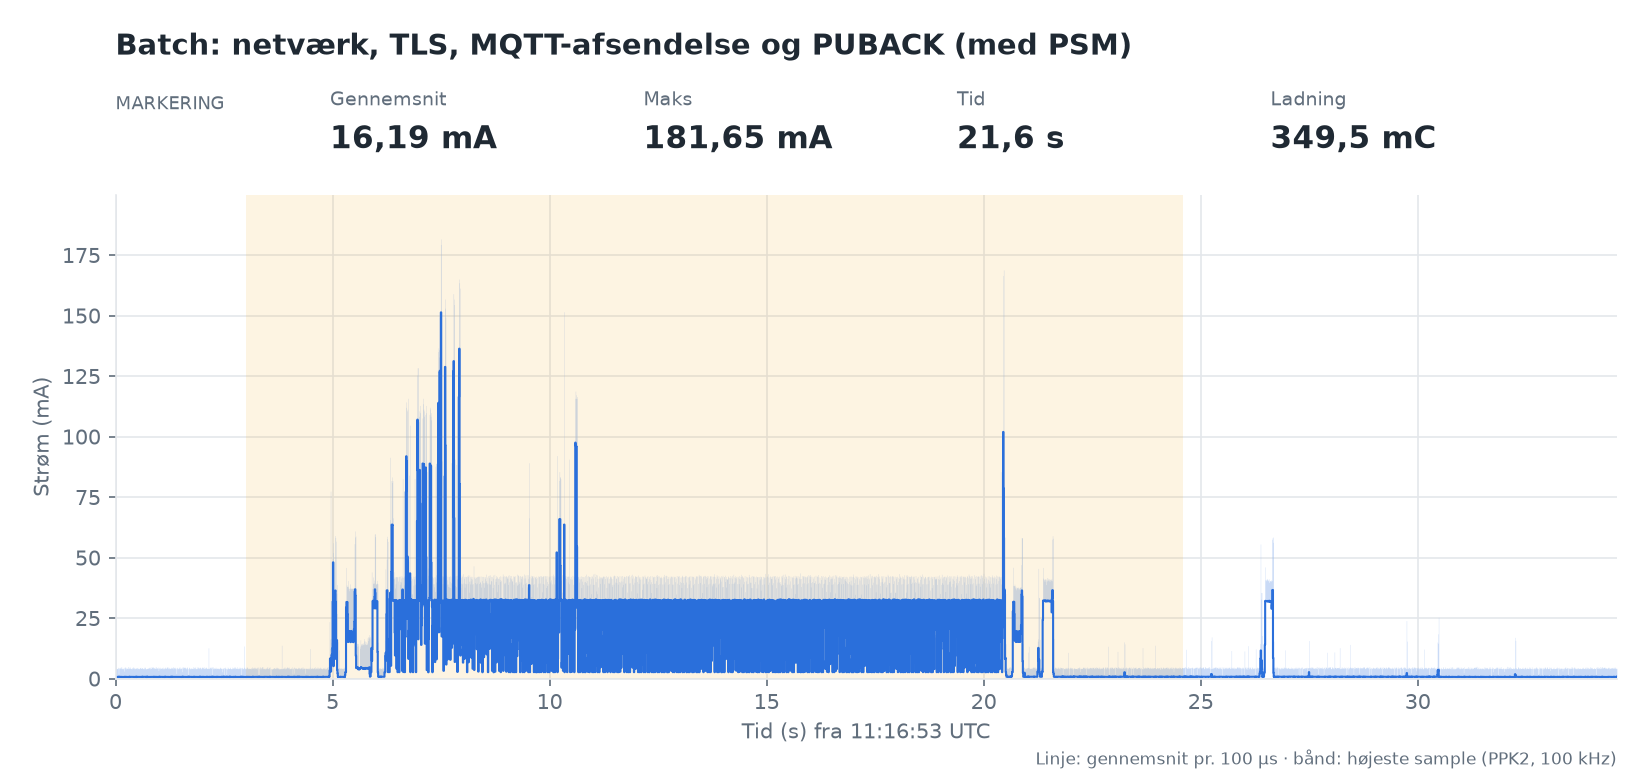 Batch: netværk, TLS, MQTT-afsendelse og PUBACK (med PSM)
MARKERING
Gennemsnit
16,19 mA
Maks
181,65 mA
Tid
21,6 s
Ladning
349,5 mC
Strøm (mA)
175
150
125
100
75
50
25
0
0 5 10 15 20 25 30
Tid (s) fra 11:16:53 UTC
Linje: gennemsnit pr. 100 µs · bånd: højeste sample (PPK2, 100 kHz)